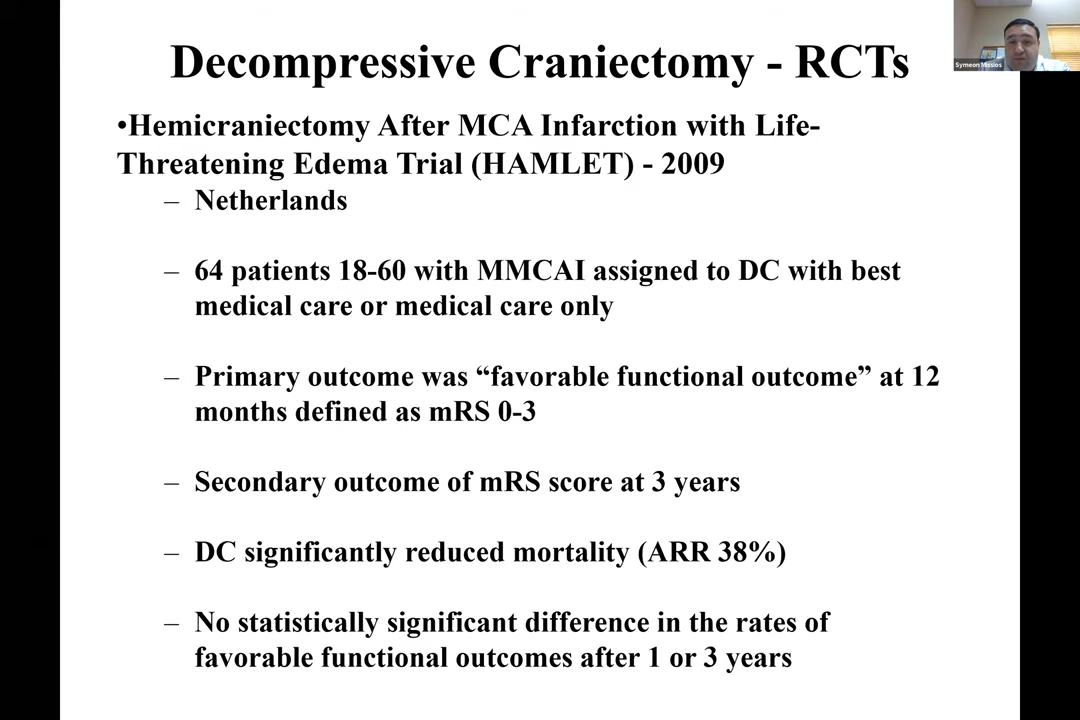 Decompressive Craniectomy - RCTs
Symeon Missios
•Hemicraniectomy After MCA Infarction with Life-
Threatening Edema Trial (HAMLET) - 2009
– Netherlands
– 64 patients 18-60 with MMCAI assigned to DC with best
medical care or medical care only
– Primary outcome was “favorable functional outcome” at 12
months defined as mRS 0-3
– Secondary outcome of mRS score at 3 years
– DC significantly reduced mortality (ARR 38%)
– No statistically significant difference in the rates of
favorable functional outcomes after 1 or 3 years